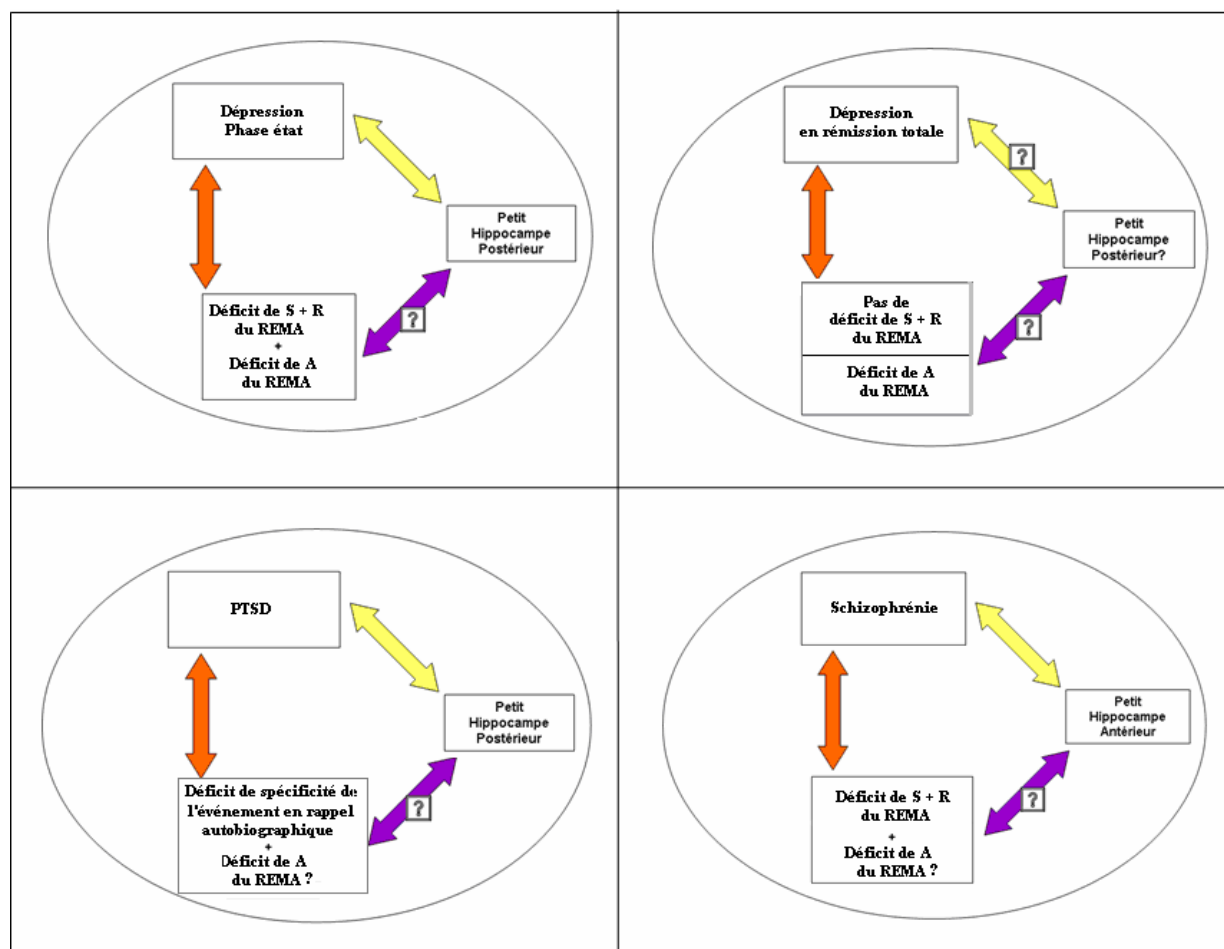 Dépression
Phase état
Petit
Hippocampe
Postérieur
?
Déficit de S + R
du REMA
+
Déficit de A
du REMA
Dépression
en rémission totale
?
Petit
Hippocampe
Postérieur?
?
Pas de
déficit de S + R
du REMA
Déficit de A
du REMA
PTSD
Petit
Hippocampe
Postérieur
?
Déficit de spécificité de
l'événement en rappel
autobiographique
+
Déficit de A
du REMA ?
Schizophrénie
Petit
Hippocampe
Antérieur
?
Déficit de S + R
du REMA
+
Déficit de A
du REMA ?